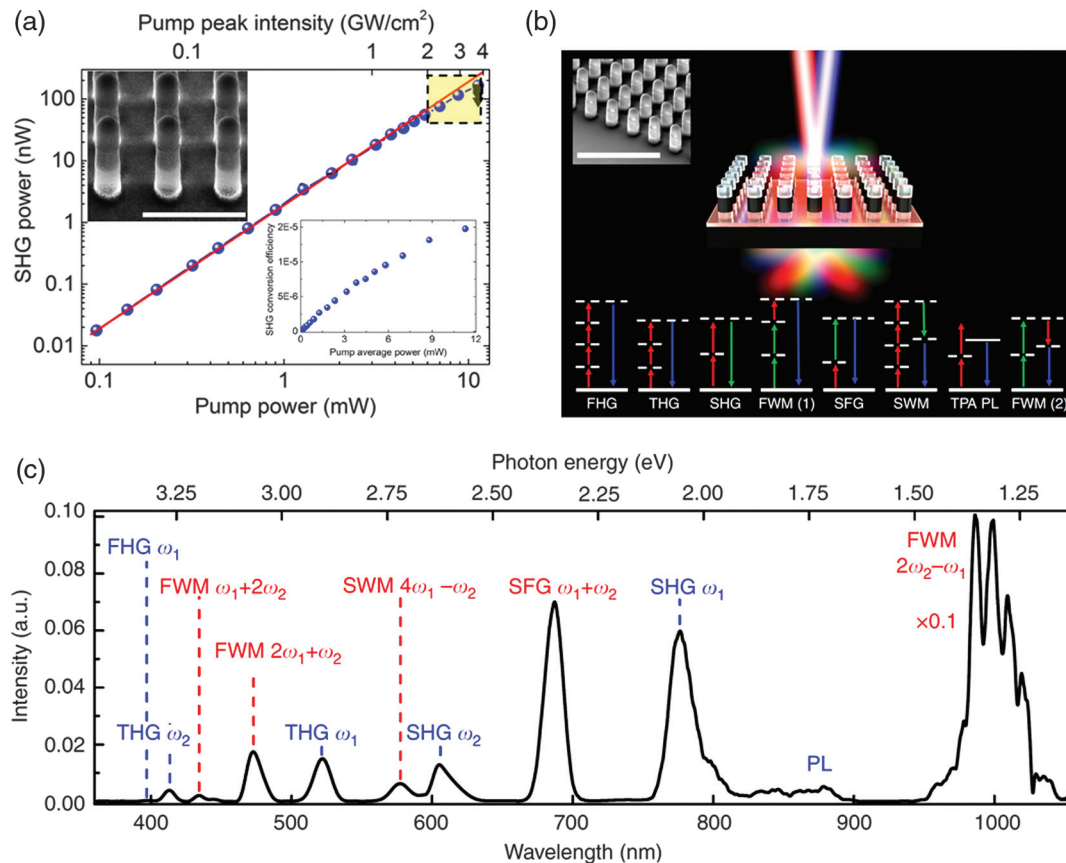 (a)
Pump peak intensity (GW/cm²)
0.1 1 2 3 4
SHG power (nW)
100
10
1
0.1
0.01
SHG conversion efficiency
2E-5
1E-5
5E-6
0
0 3 6 9 12
Pump average power (mW)
0.1 1 10
Pump power (mW)
(b)
FHG THG SHG FWM (1) SFG SWM TPA PL FWM (2)
(c)
Photon energy (eV)
3.25 3.00 2.75 2.50 2.25 2.00 1.75 1.50 1.25
Intensity (a.u.)
0.10
0.08
0.06
0.04
0.02
0.00
FHG ω₁
FWM ω₁+2ω₂
SWM 4ω₁−ω₂
SFG ω₁+ω₂
SHG ω₁
FWM
2ω₂−ω₁
×0.1
FWM 2ω₁+ω₂
THG ω₂
THG ω₁
SHG ω₂
PL
400 500 600 700 800 900 1000
Wavelength (nm)